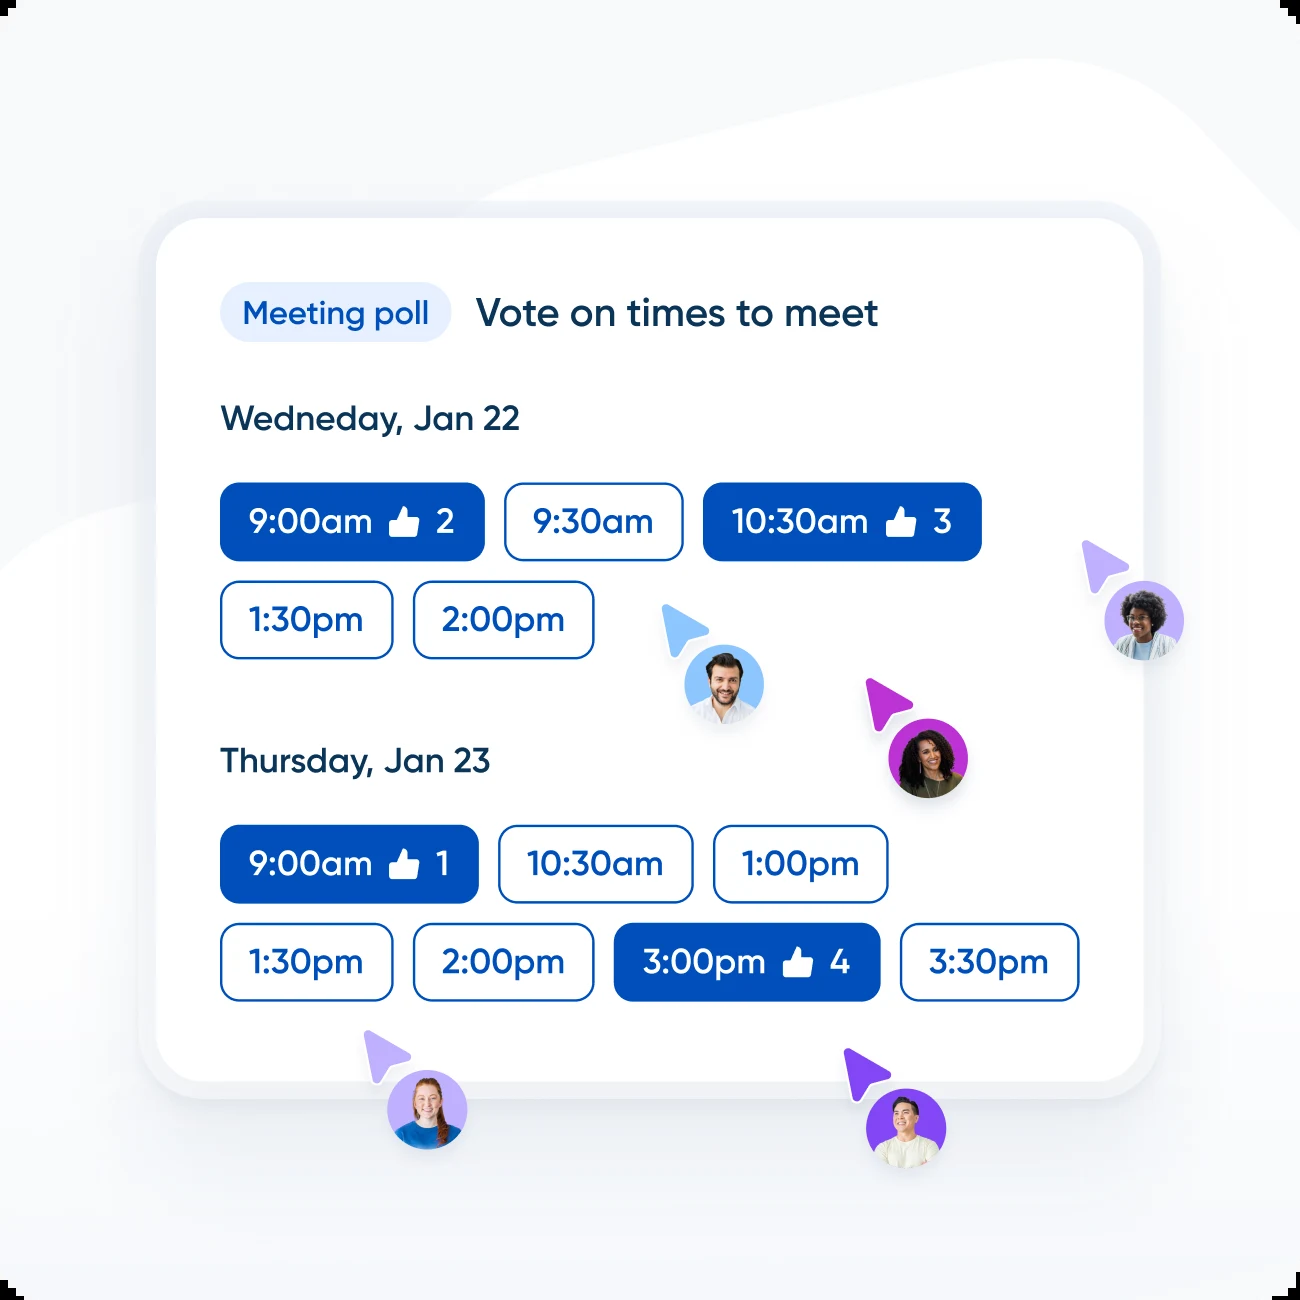 Meeting poll Vote on times to meet
Wedneday, Jan 22
9:00am 2 9:30am 10:30am 3
1:30pm 2:00pm
Thursday, Jan 23
9:00am 1 10:30am 1:00pm
1:30pm 2:00pm 3:00pm 4 3:30pm